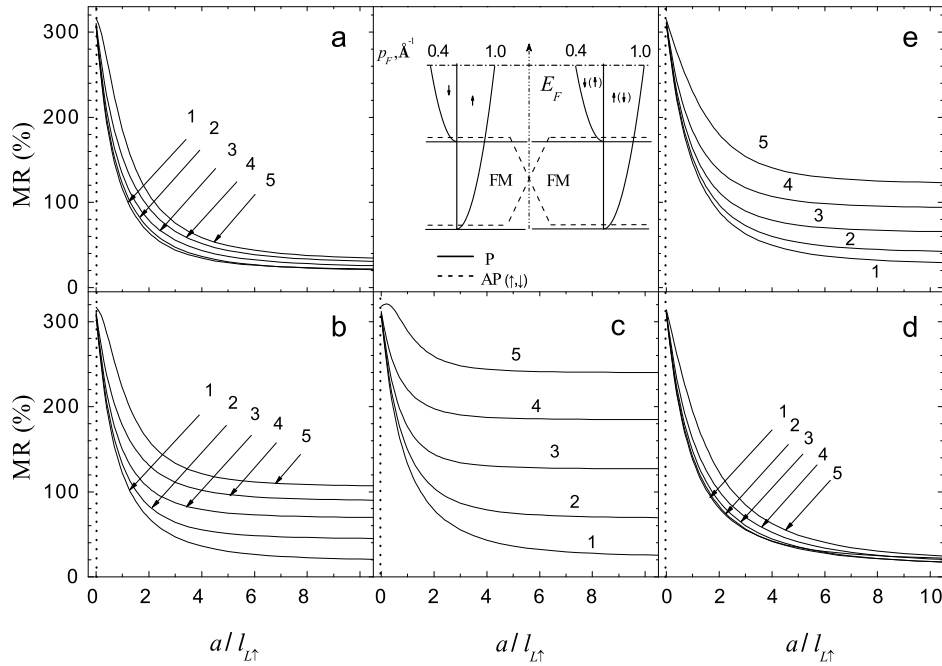 a
MR (%)
300
200
100
0
1
2
3
4
5
p_F, Å^-1
0.4
1.0
0.4
1.0
E_F
↓
↑
↓(↑)
↑(↓)
FM
FM
P
AP (↑,↓)
e
5
4
3
2
1
b
MR (%)
300
200
100
0
1
2
3
4
5
0 2 4 6 8 10
a / l_L↑
c
5
4
3
2
1
0 2 4 6 8
a / l_L↑
d
1
2
3
4
5
0 2 4 6 8 10
a / l_L↑